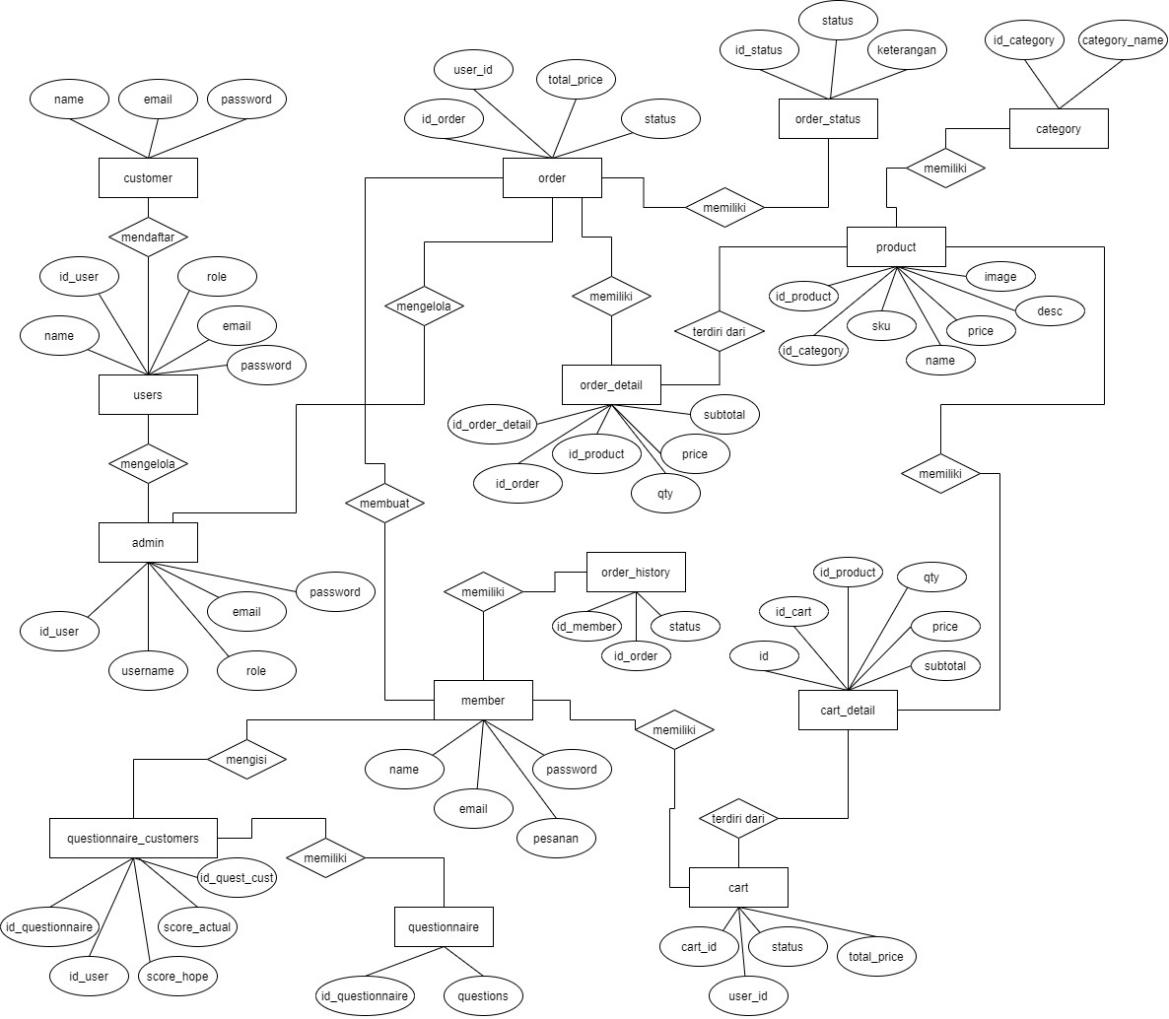 status
id_status
keterangan
order_status
id_category
category_name
category
memiliki
user_id
total_price
id_order
status
order
memiliki
name
email
password
customer
mendaftar
id_user
role
name
email
password
users
mengelola
mengelola
memiliki
terdiri dari
product
id_product
image
desc
sku
price
id_category
name
order_detail
id_order_detail
subtotal
id_product
price
id_order
qty
memiliki
membuat
admin
id_user
username
email
role
password
memiliki
order_history
id_member
status
id_order
id_product
qty
id_cart
price
id
subtotal
cart_detail
member
name
password
email
pesanan
memiliki
mengisi
terdiri dari
questionnaire_customers
memiliki
id_quest_cust
id_questionnaire
score_actual
id_user
score_hope
questionnaire
id_questionnaire
questions
cart
cart_id
status
total_price
user_id